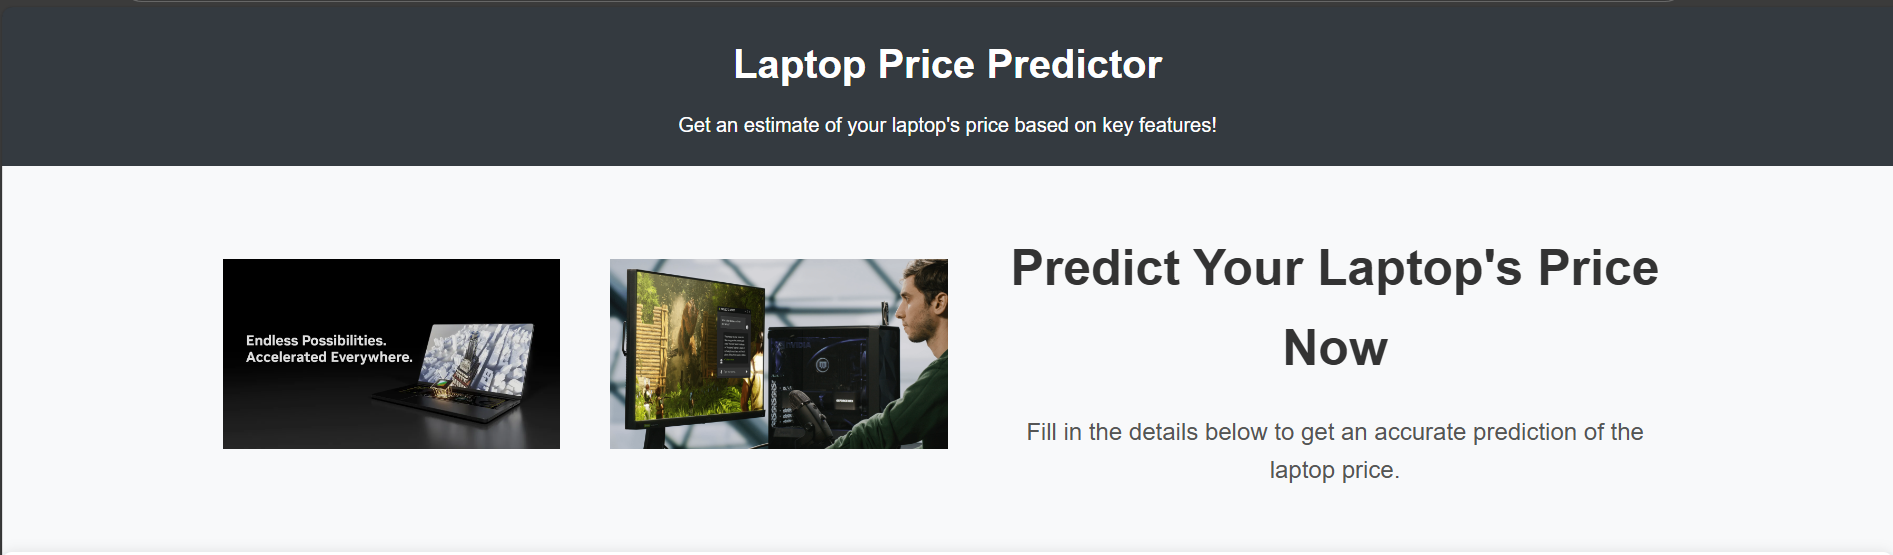 Laptop Price Predictor
Get an estimate of your laptop's price based on key features!
Endless Possibilities.
Accelerated Everywhere.
Predict Your Laptop's Price
Now
Fill in the details below to get an accurate prediction of the
laptop price.